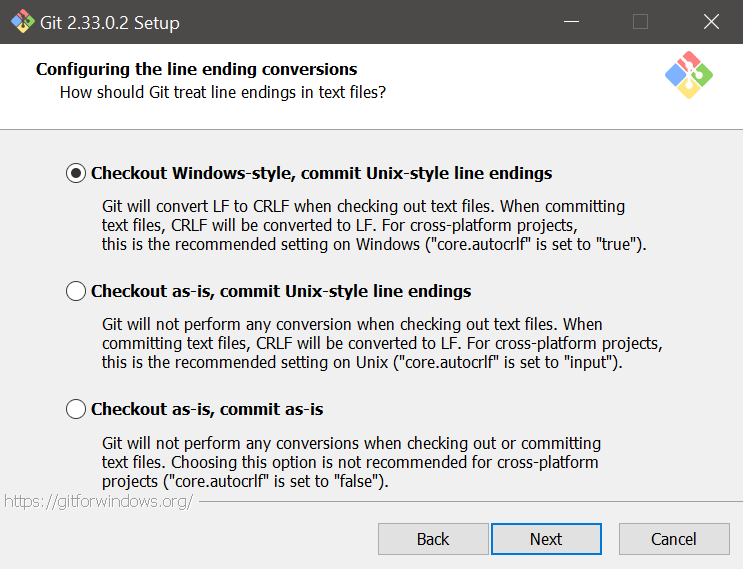 Git 2.33.0.2 Setup
Configuring the line ending conversions
How should Git treat line endings in text files?
Checkout Windows-style, commit Unix-style line endings
Git will convert LF to CRLF when checking out text files. When committing
text files, CRLF will be converted to LF. For cross-platform projects,
this is the recommended setting on Windows ("core.autocrlf" is set to "true").
Checkout as-is, commit Unix-style line endings
Git will not perform any conversion when checking out text files. When
committing text files, CRLF will be converted to LF. For cross-platform projects,
this is the recommended setting on Unix ("core.autocrlf" is set to "input").
Checkout as-is, commit as-is
Git will not perform any conversions when checking out or committing
text files. Choosing this option is not recommended for cross-platform
projects ("core.autocrlf" is set to "false").
https://gitforwindows.org/
Back
Next
Cancel